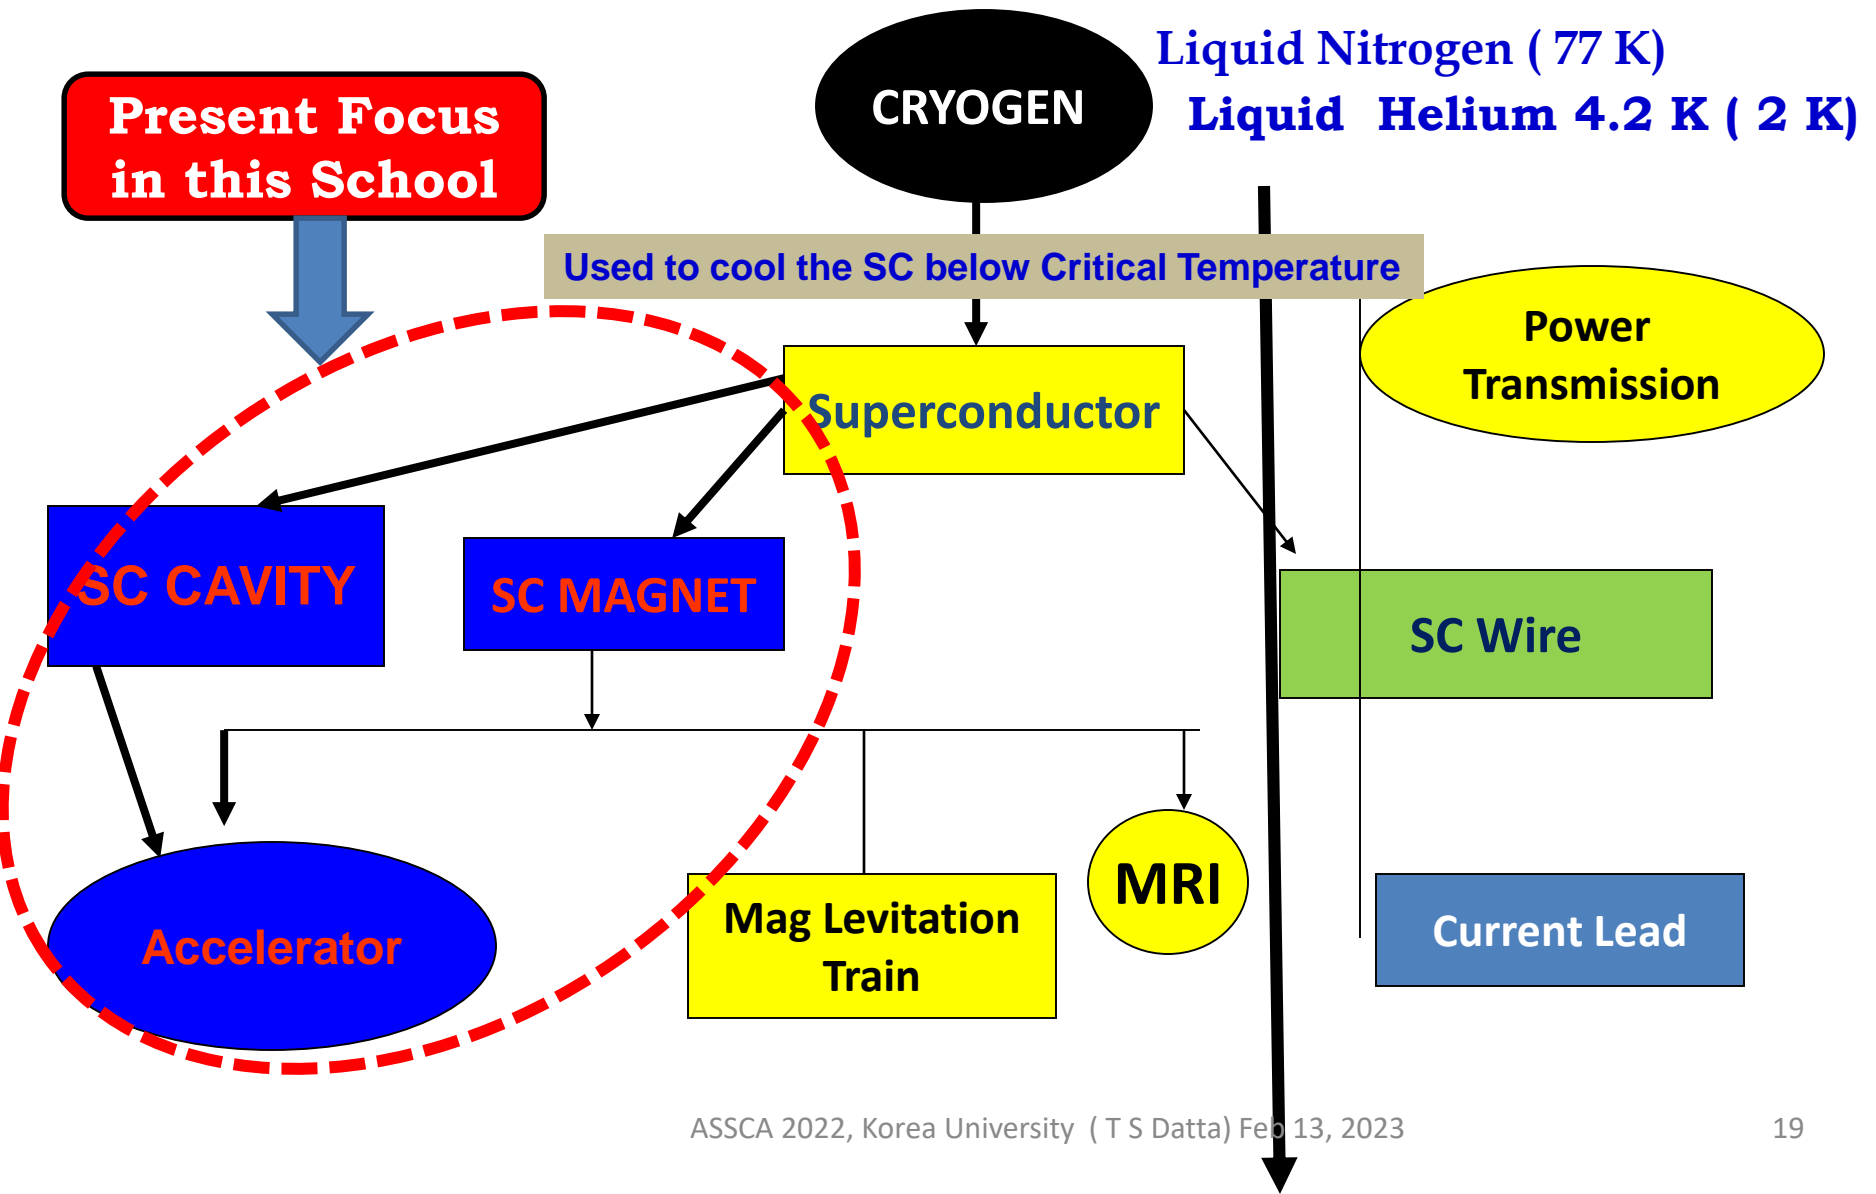 Liquid Nitrogen ( 77 K)
Liquid Helium 4.2 K ( 2 K)
CRYOGEN
Present Focus
in this School
Used to cool the SC below Critical Temperature
Power
Transmission
Superconductor
SC CAVITY
SC MAGNET
SC Wire
MRI
Mag Levitation
Train
Current Lead
Accelerator
ASSCA 2022, Korea University ( T S Datta) Feb 13, 2023
19